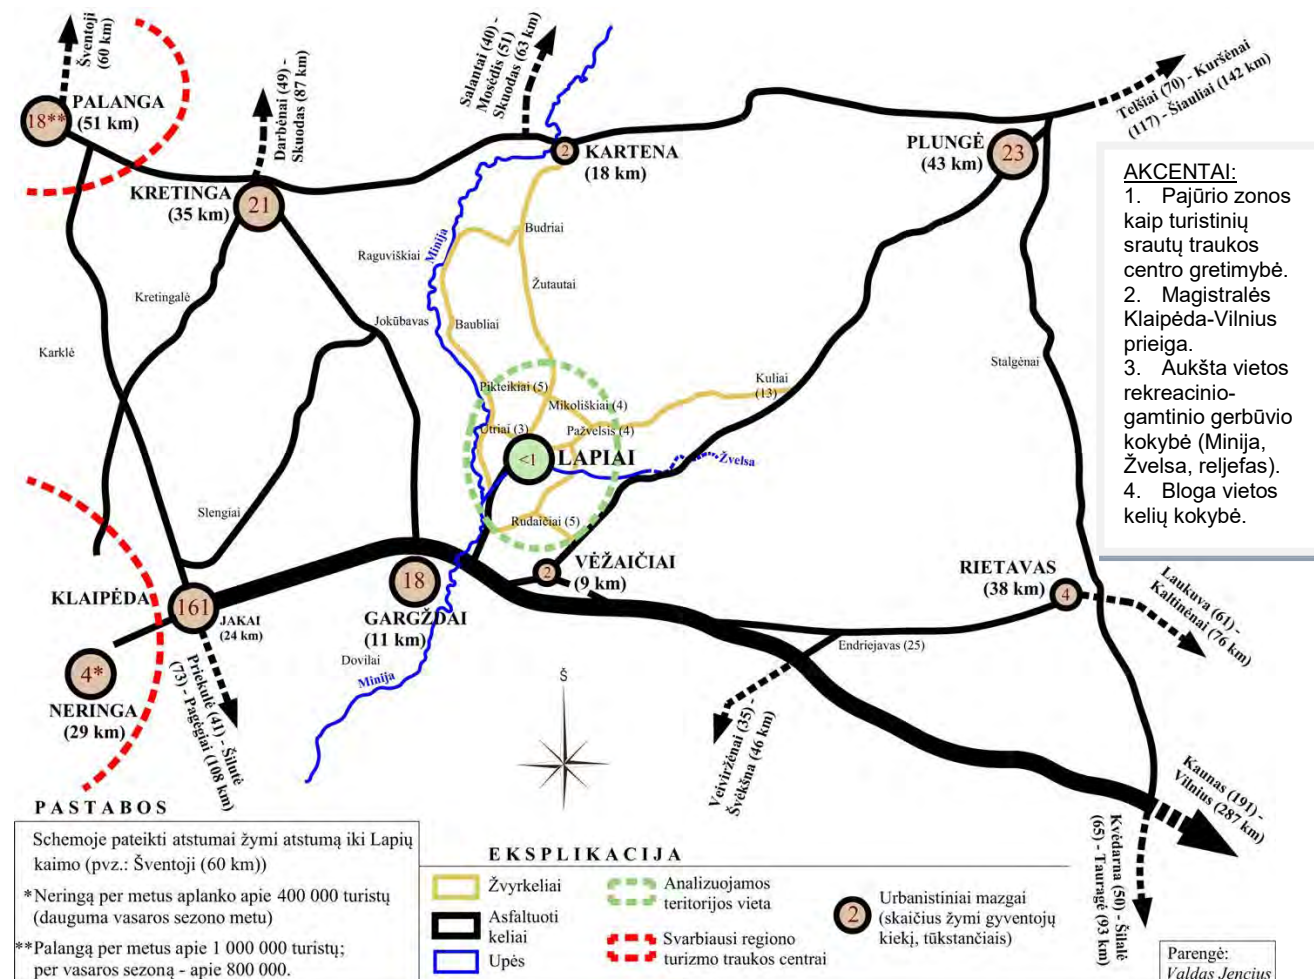 Šventoji
(60 km)
PALANGA
(51 km)
18**
Darbėnai (49) -
Skuodas (87 km)
Salantai (40) -
Mosėdis (51)
Skuodas (63 km)
Telšiai (70) - Kuršėnai
(117) - Šiauliai (142 km)
KRETINGA
(35 km)
21
2
KARTENA
(18 km)
PLUNGĖ
(43 km)
23
AKCENTAI:
1. Pajūrio zonos
kaip turistinių
srautų traukos
centro gretimybė.
2. Magistralės
Klaipėda-Vilnius
prieiga.
3. Aukšta vietos
rekreacinio-
gamtinio gerbūvio
kokybė (Minija,
Žvelsa, reljefas).
4. Bloga vietos
kelių kokybė.
Minija
Budriai
Raguviškiai
Žutautai
Kretingalė
Jokūbavas
Baubliai
Karklė
Stalgėnai
Kuliai
(13)
Pikteikiai (5)
Mikoliškiai (4)
Utriai (3)
Pažvelsis (4)
<1
LAPIAI
Žvelsa
Slengiai
Rudaičiai (5)
VĖŽAIČIAI
(9 km)
2
18
GARGŽDAI
(11 km)
RIETAVAS
(38 km)
4
Laukuva (61) -
Kaltinėnai (76 km)
KLAIPĖDA
161
JAKAI
(24 km)
Endriejavas (25)
Dovilai
Minija
4*
NERINGA
(29 km)
Priekulė (41) - Šilutė
(73) - Pagėgiai (108 km)
Š
Veiviržėnai (35) -
Švėkšna (46 km)
Kaunas (191) -
Vilnius (287 km)
Kvėdarna (50) - Šilalė
(65) - Tauragė (93 km)
PASTABOS
Schemoje pateikti atstumai žymi atstumą iki Lapių
kaimo (pvz.: Šventoji (60 km))
*Neringą per metus aplanko apie 400 000 turistų
(dauguma vasaros sezono metu)
**Palangą per metus apie 1 000 000 turistų;
per vasaros sezoną - apie 800 000.
EKSPLIKACIJA
Žvyrkeliai
Asfaltuoti
keliai
Upės
Analizuojamos
teritorijos vieta
Svarbiausi regiono
turizmo traukos centrai
2
Urbanistiniai mazgai
(skaičius žymi gyventojų
kiekį, tūkstančiais)
Parengė:
Valdas Jencius